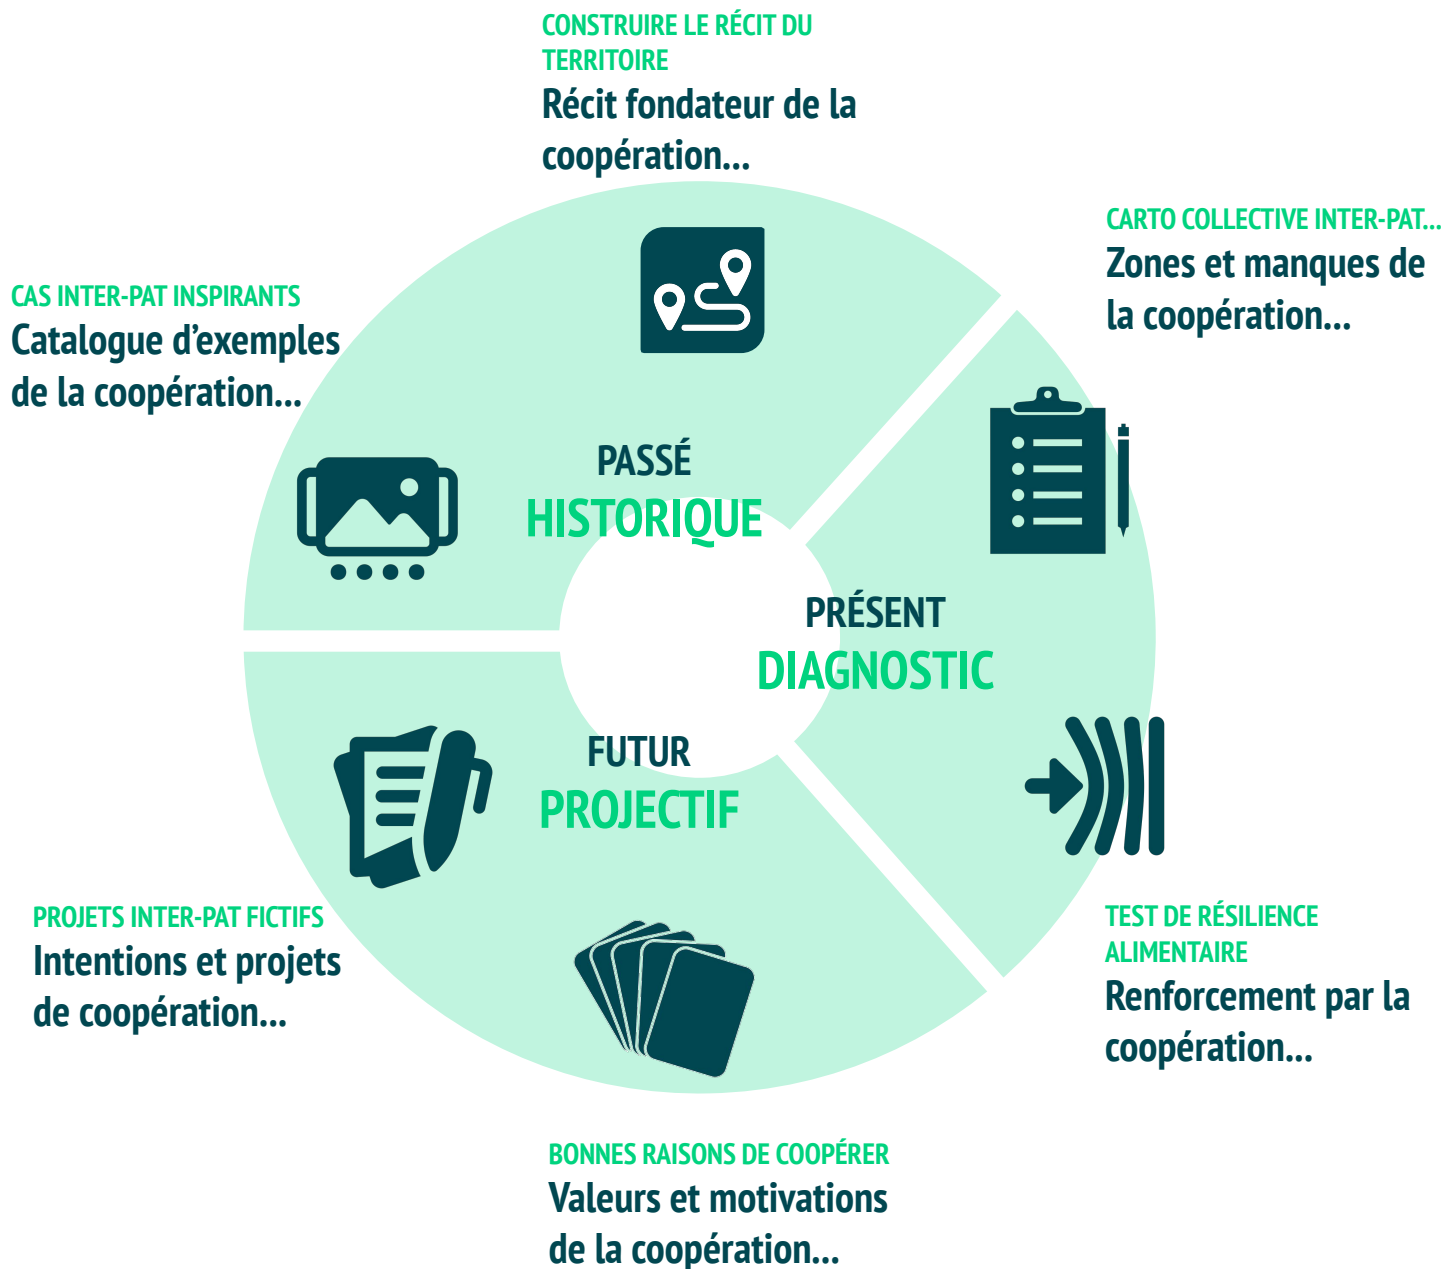 CONSTRUIRE LE RÉCIT DU
TERRITOIRE
Récit fondateur de la
coopération...
CARTO COLLECTIVE INTER-PAT...
Zones et manques de
la coopération...
CAS INTER-PAT INSPIRANTS
Catalogue d’exemples
de la coopération...
PASSÉ
HISTORIQUE
PRÉSENT
DIAGNOSTIC
FUTUR
PROJECTIF
PROJETS INTER-PAT FICTIFS
Intentions et projets
de coopération...
TEST DE RÉSILIENCE
ALIMENTAIRE
Renforcement par la
coopération...
BONNES RAISONS DE COOPÉRER
Valeurs et motivations
de la coopération...